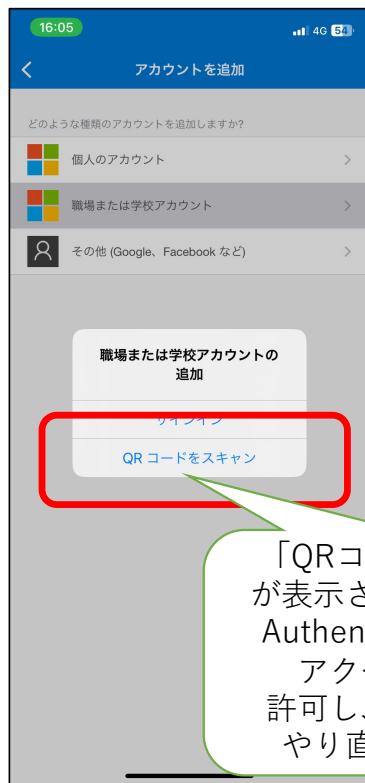 16:05
4G 54
アカウントを追加
どのような種類のアカウントを追加しますか?
個人のアカウント
職場または学校アカウント
その他 (Google、Facebook など)
職場または学校アカウントの
追加
サインイン
QR コードをスキャン
「QRコ
が表示さ
Authen
アク
許可し、
やり直